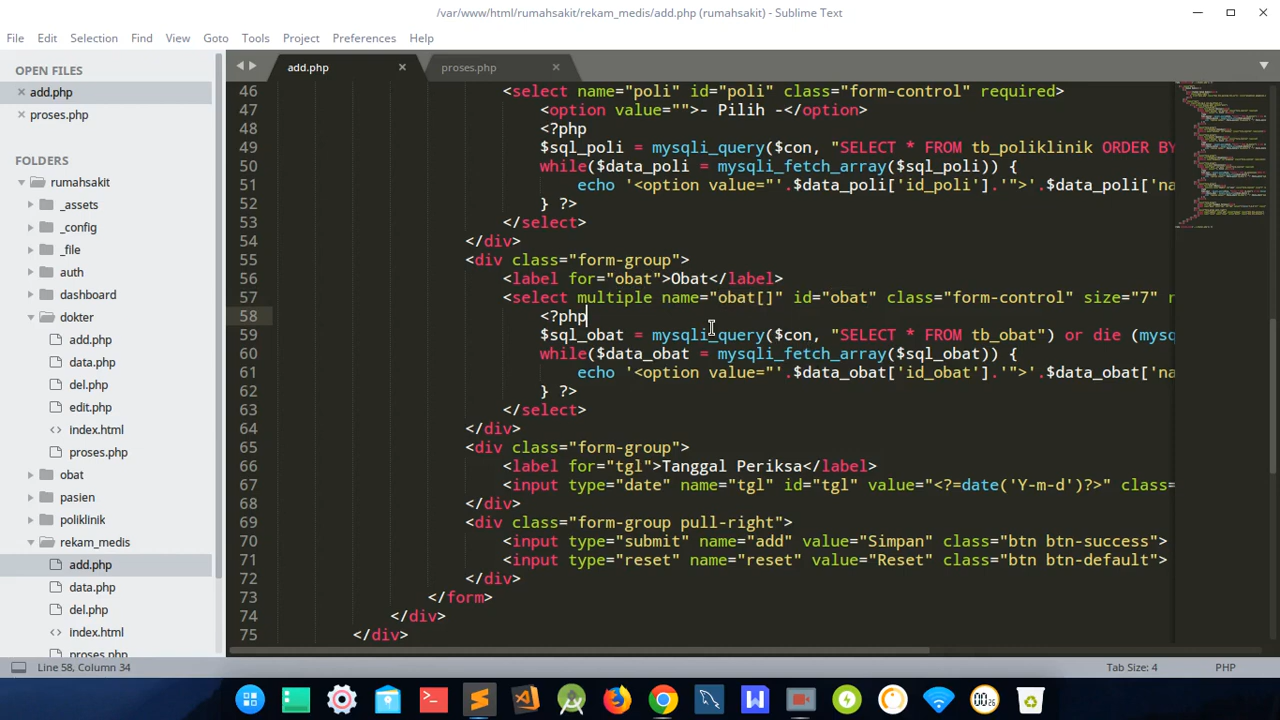 /var/www/html/rumahsakit/rekam_medis/add.php (rumahsakit) - Sublime Text
File Edit Selection Find View Goto Tools Project Preferences Help
OPEN FILES
add.php
proses.php
FOLDERS
rumahsakit
_assets
_config
_file
auth
dashboard
dokter
add.php
data.php
del.php
edit.php
index.html
proses.php
obat
pasien
poliklinik
rekam_medis
add.php
data.php
del.php
index.html
proses.php
add.php
proses.php
46 <select name="poli" id="poli" class="form-control" required>
47 <option value="">- Pilih -</option>
48 <?php
49 $sql_poli = mysqli_query($con, "SELECT * FROM tb_poliklinik ORDER BY
50 while($data_poli = mysqli_fetch_array($sql_poli)) {
51 echo '<option value="'.$data_poli['id_poli'].'">'.$data_poli['na
52 } ?>
53 </select>
54 </div>
55 <div class="form-group">
56 <label for="obat">Obat</label>
57 <select multiple name="obat[]" id="obat" class="form-control" size="7" r
58 <?php
59 $sql_obat = mysqli_query($con, "SELECT * FROM tb_obat") or die (mysq
60 while($data_obat = mysqli_fetch_array($sql_obat)) {
61 echo '<option value="'.$data_obat['id_obat'].'">'.$data_obat['na
62 } ?>
63 </select>
64 </div>
65 <div class="form-group">
66 <label for="tgl">Tanggal Periksa</label>
67 <input type="date" name="tgl" id="tgl" value="<?=date('Y-m-d')?>" class=
68 </div>
69 <div class="form-group pull-right">
70 <input type="submit" name="add" value="Simpan" class="btn btn-success">
71 <input type="reset" name="reset" value="Reset" class="btn btn-default">
72 </div>
73 </form>
74 </div>
75 </div>
Line 58, Column 34
Tab Size: 4
PHP